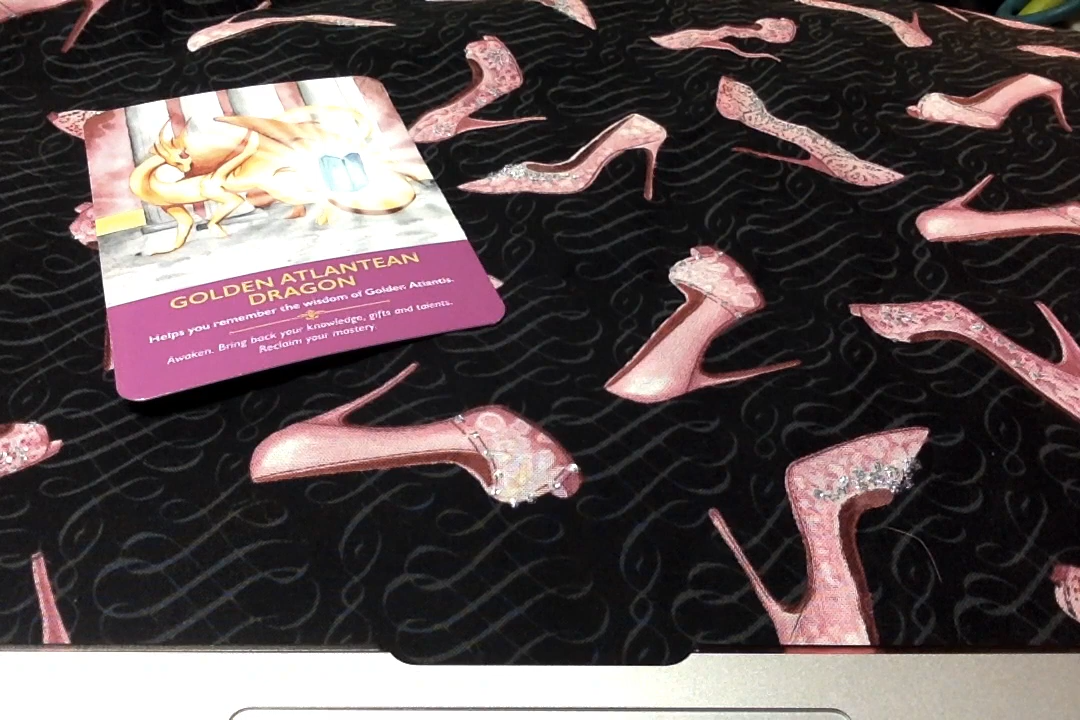 GOLDEN ATLANTEAN
DRAGON
Helps you remember the wisdom of Golden Atlantis.
Awaken. Bring back your knowledge, gifts and talents.
Reclaim your mastery.